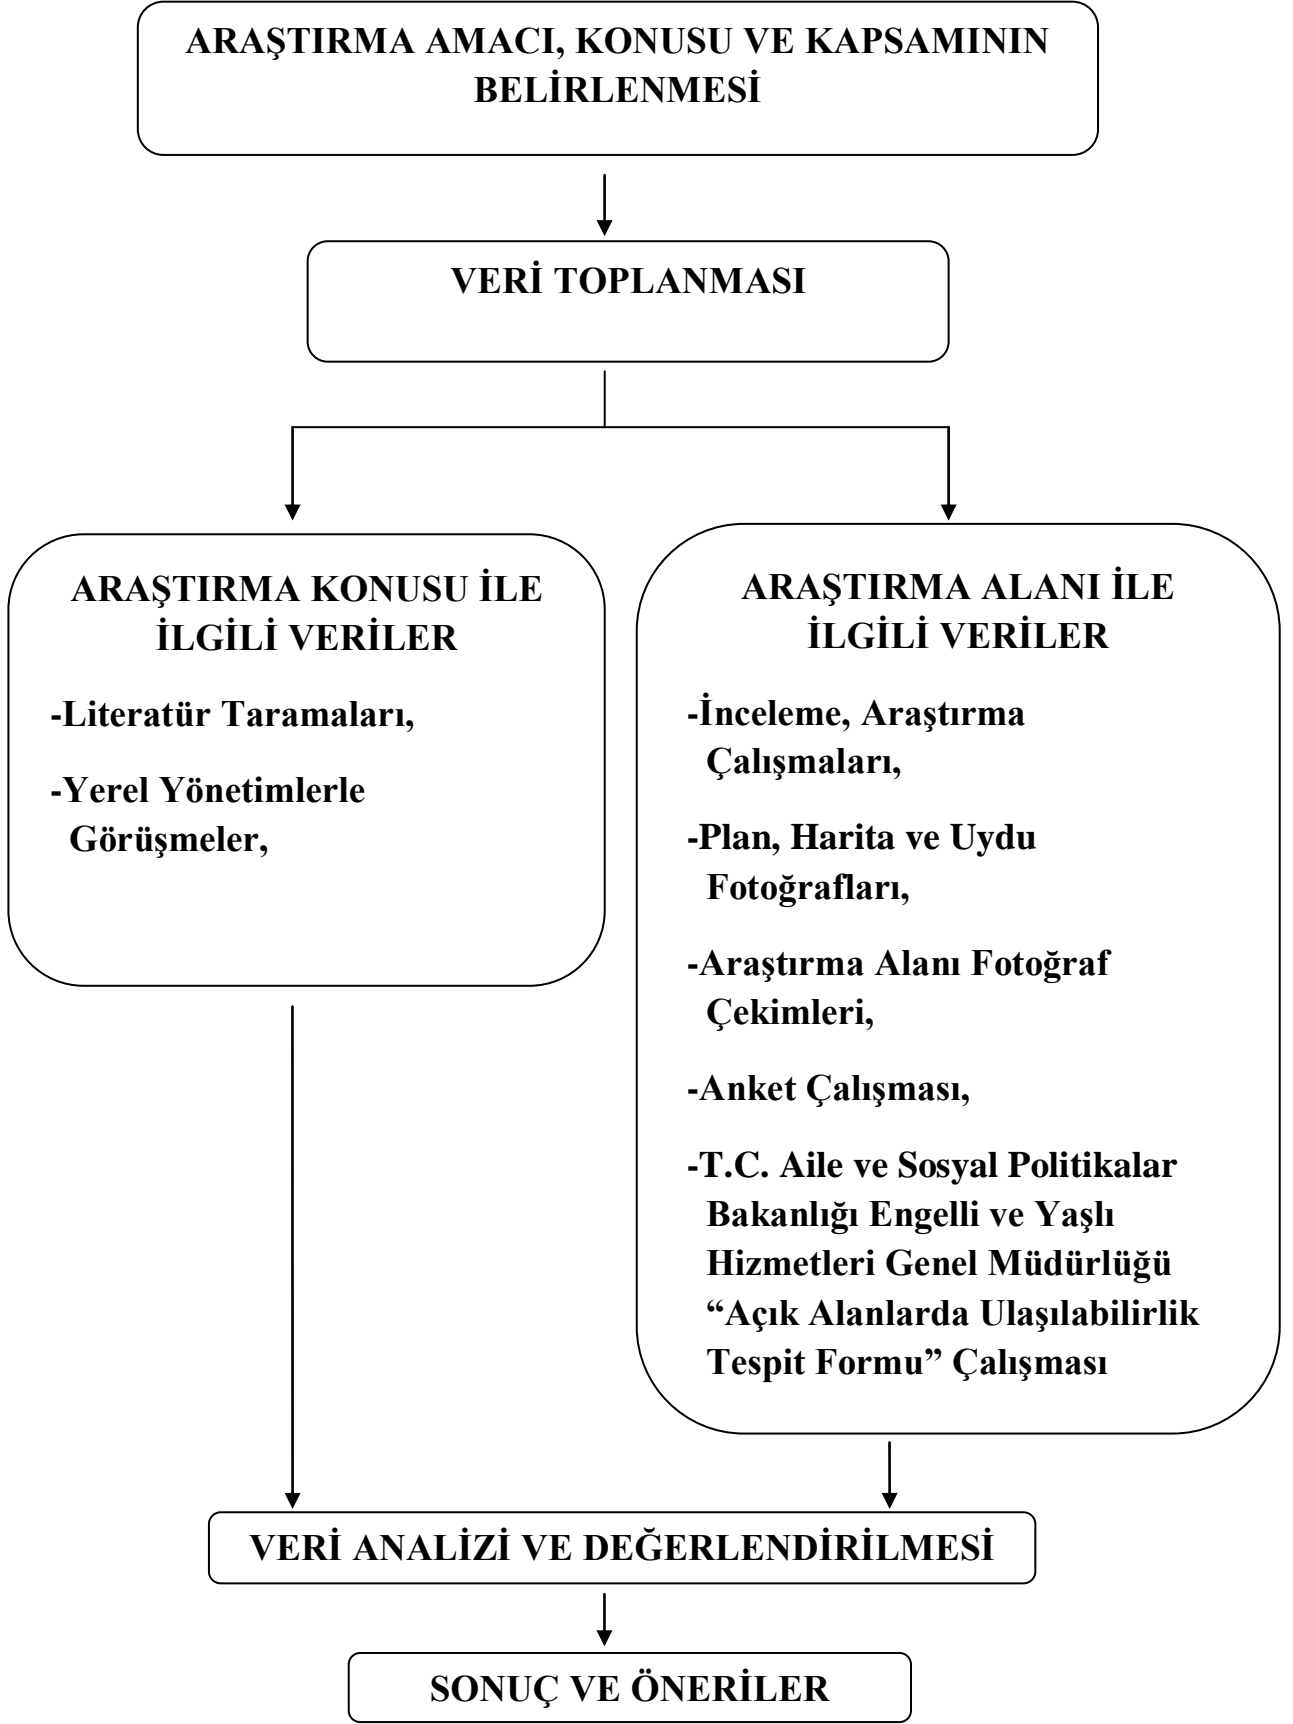 ARAŞTIRMA AMACI, KONUSU VE KAPSAMININ
BELİRLENMESİ
VERİ TOPLANMASI
ARAŞTIRMA KONUSU İLE
İLGİLİ VERİLER
-Literatür Taramaları,
-Yerel Yönetimlerle
Görüşmeler,
ARAŞTIRMA ALANI İLE
İLGİLİ VERİLER
-İnceleme, Araştırma
Çalışmaları,
-Plan, Harita ve Uydu
Fotoğrafları,
-Araştırma Alanı Fotoğraf
Çekimleri,
-Anket Çalışması,
-T.C. Aile ve Sosyal Politikalar
Bakanlığı Engelli ve Yaşlı
Hizmetleri Genel Müdürlüğü
“Açık Alanlarda Ulaşılabilirlik
Tespit Formu” Çalışması
VERİ ANALİZİ VE DEĞERLENDİRİLMESİ
SONUÇ VE ÖNERİLER